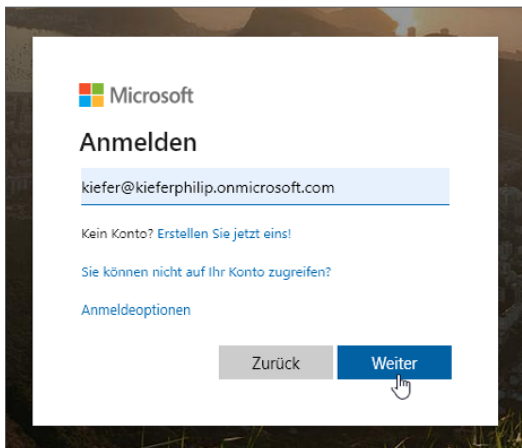 Microsoft
Anmelden
kiefer@kieferphilip.onmicrosoft.com
Kein Konto? Erstellen Sie jetzt eins!
Sie können nicht auf Ihr Konto zugreifen?
Anmeldeoptionen
Zurück Weiter